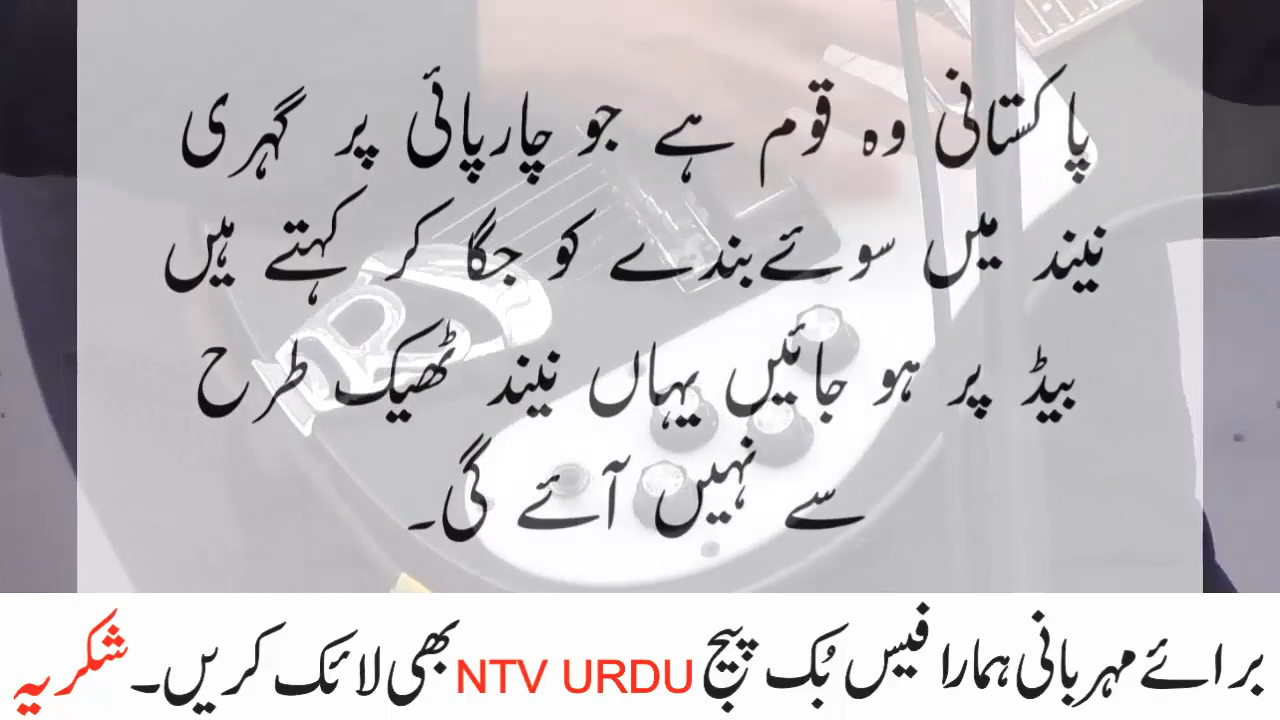 پاکستانی وہ قوم ہے جو چارپائی پر گہری
نیند میں سوئے بندے کو جگا کر کہتے ہیں
بیڈ پر ہو جائیں یہاں نیند ٹھیک طرح
سے نہیں آئے گی۔
برائے مہربانی ہمارا فیس بُک پیج NTV URDU بھی لائک کریں۔ شکریہ